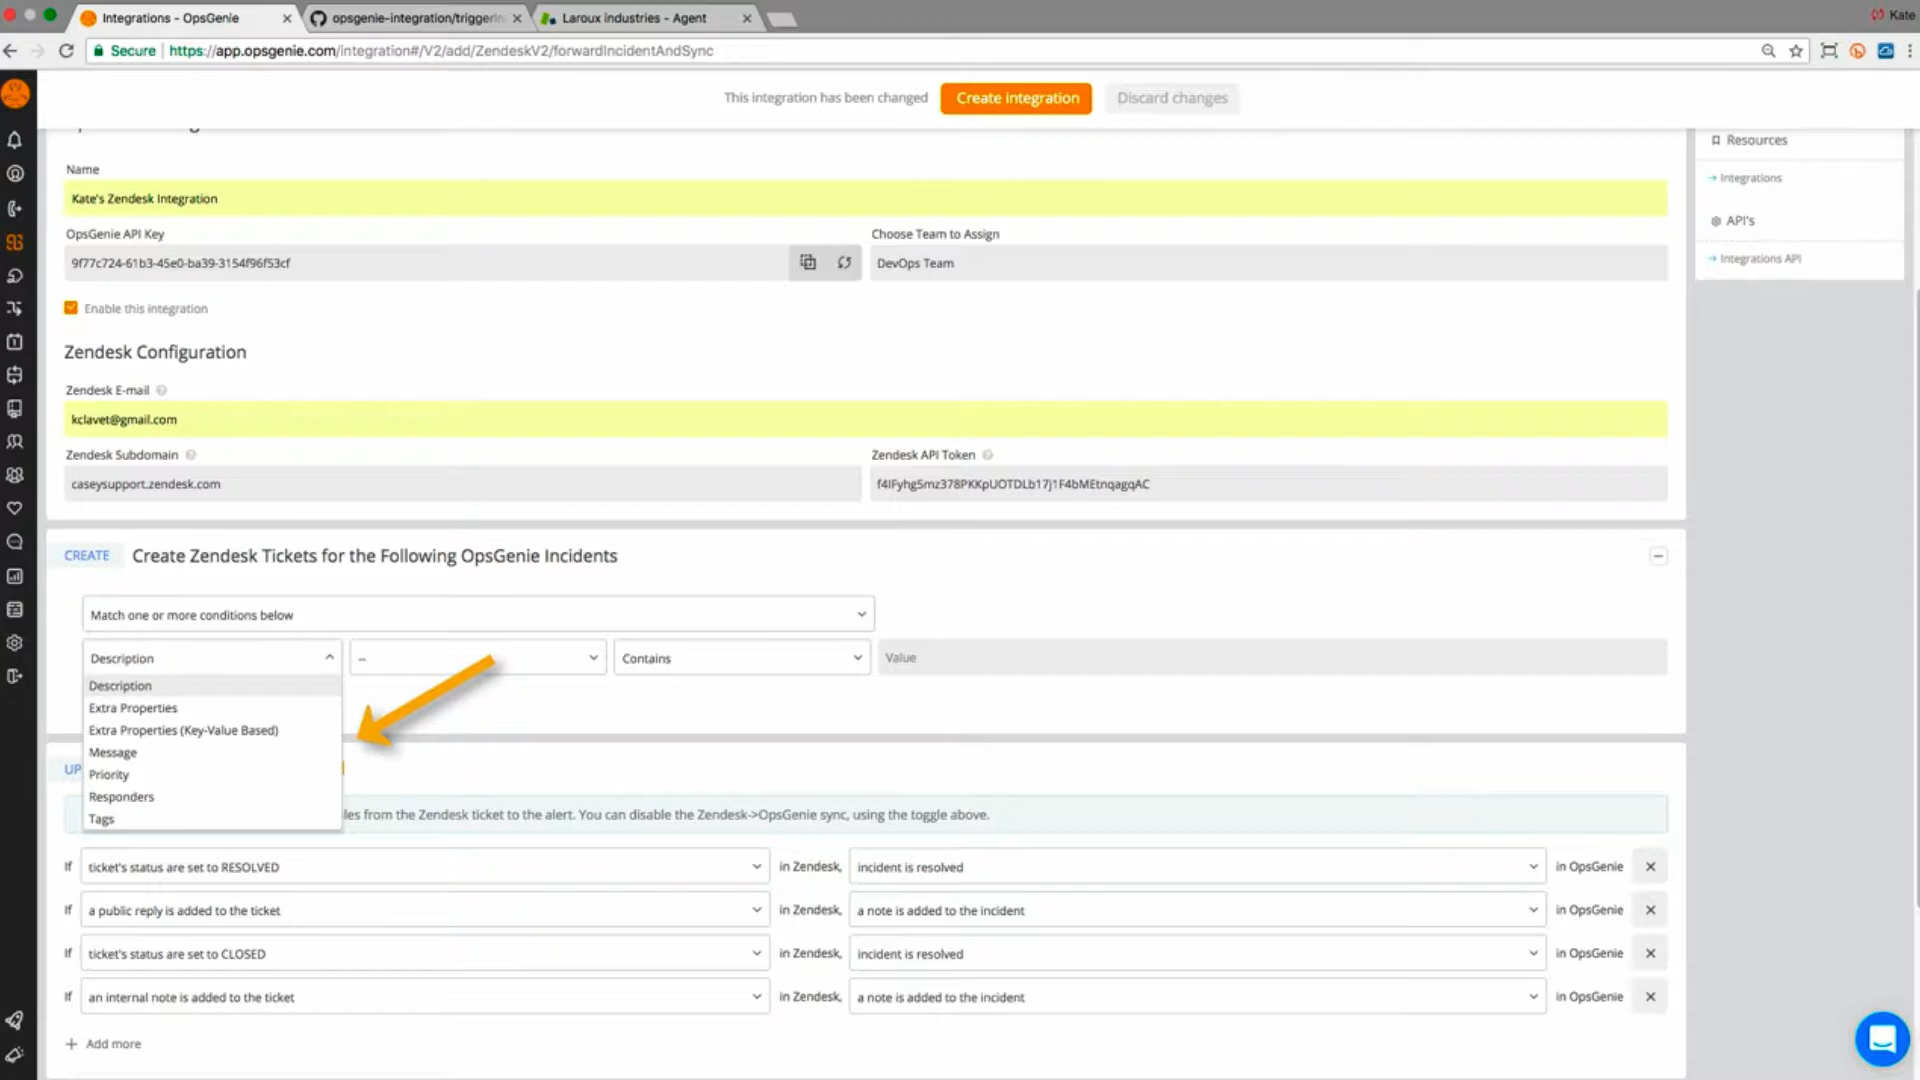 Integrations - OpsGenie
opsgenie-integration/triggerIn
Laroux industries - Agent
Kate
Secure
https://app.opsgenie.com/integration#/V2/add/ZendeskV2/forwardIncidentAndSync
This integration has been changed
Create integration
Discard changes
Resources
Integrations
API's
Integrations API
Name
Kate's Zendesk Integration
OpsGenie API Key
9f77c724-61b3-45e0-ba39-3154f96f53cf
Choose Team to Assign
DevOps Team
Enable this integration
Zendesk Configuration
Zendesk E-mail
kclavet@gmail.com
Zendesk Subdomain
caseysupport.zendesk.com
Zendesk API Token
f4IFyhg5mz378PKKpUOTDLb17j1F4bMEtnqagqAC
CREATE Create Zendesk Tickets for the Following OpsGenie Incidents
Match one or more conditions below
Description -- Contains Value
Description
Extra Properties
Extra Properties (Key-Value Based)
Message
Priority
Responders
Tags
UP
les from the Zendesk ticket to the alert. You can disable the Zendesk->OpsGenie sync, using the toggle above.
If ticket's status are set to RESOLVED in Zendesk, incident is resolved in OpsGenie
If a public reply is added to the ticket in Zendesk, a note is added to the incident in OpsGenie
If ticket's status are set to CLOSED in Zendesk, incident is resolved in OpsGenie
If an internal note is added to the ticket in Zendesk, a note is added to the incident in OpsGenie
+ Add more